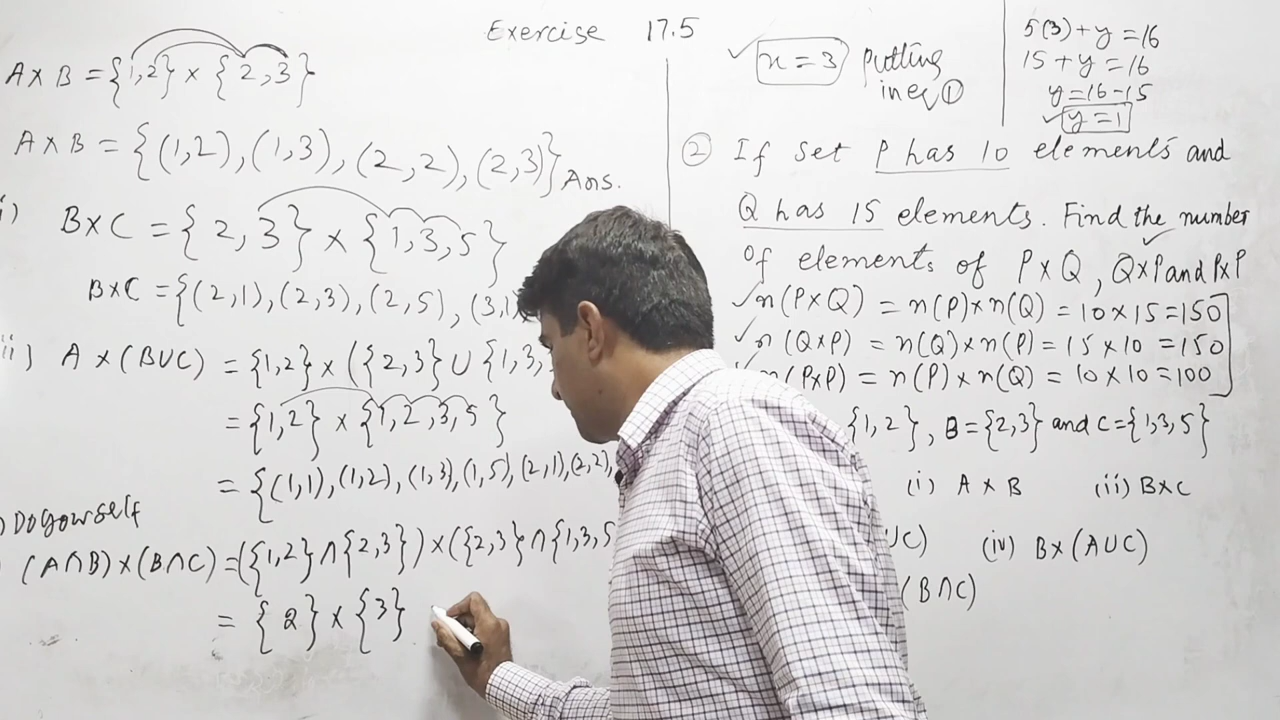 Exercise 17.5
A × B = {1,2} × {2,3}
A × B = {(1,2), (1,3), (2,2), (2,3)} Ans.
i) B×C = {2,3} × {1,3,5}
B×C = {(2,1), (2,3), (2,5), (3,1
ii) A × (B∪C) = {1,2} × ({2,3} ∪ {1,3,
= {1,2} × {1,2,3,5}
= {(1,1), (1,2), (1,3), (1,5), (2,1), (2,2),
) Do yourself
(A∩B)×(B∩C) = ({1,2} ∩ {2,3}) × ({2,3} ∩ {1,3,5
= {2} × {3}
x = 3 putting
in eq ①
5(3) + y = 16
15 + y = 16
y = 16 - 15
y = 1
② If set P has 10 elements and
Q has 15 elements. Find the number
of elements of P×Q, Q×P and P×P
n(P×Q) = n(P)×n(Q) = 10×15 = 150
n(Q×P) = n(Q)×n(P) = 15×10 = 150
n(P×P) = n(P)×n(Q) = 10×10 = 100
{1,2}, B={2,3} and C={1,3,5}
(i) A × B (ii) B×C
∪C) (iv) B×(A∪C)
(B∩C)